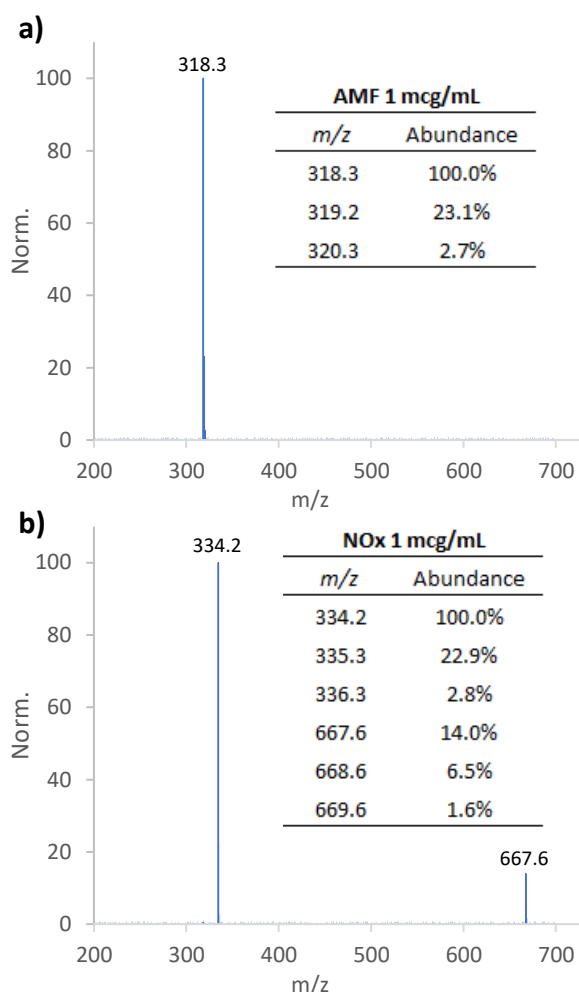 a)
318.3
100
80
60
40
20
0
Norm.
200 300 400 500 600 700
m/z
AMF 1 mcg/mL
m/z Abundance
318.3 100.0%
319.2 23.1%
320.3 2.7%
b)
334.2
100
80
60
40
20
0
Norm.
667.6
200 300 400 500 600 700
m/z
NOx 1 mcg/mL
m/z Abundance
334.2 100.0%
335.3 22.9%
336.3 2.8%
667.6 14.0%
668.6 6.5%
669.6 1.6%